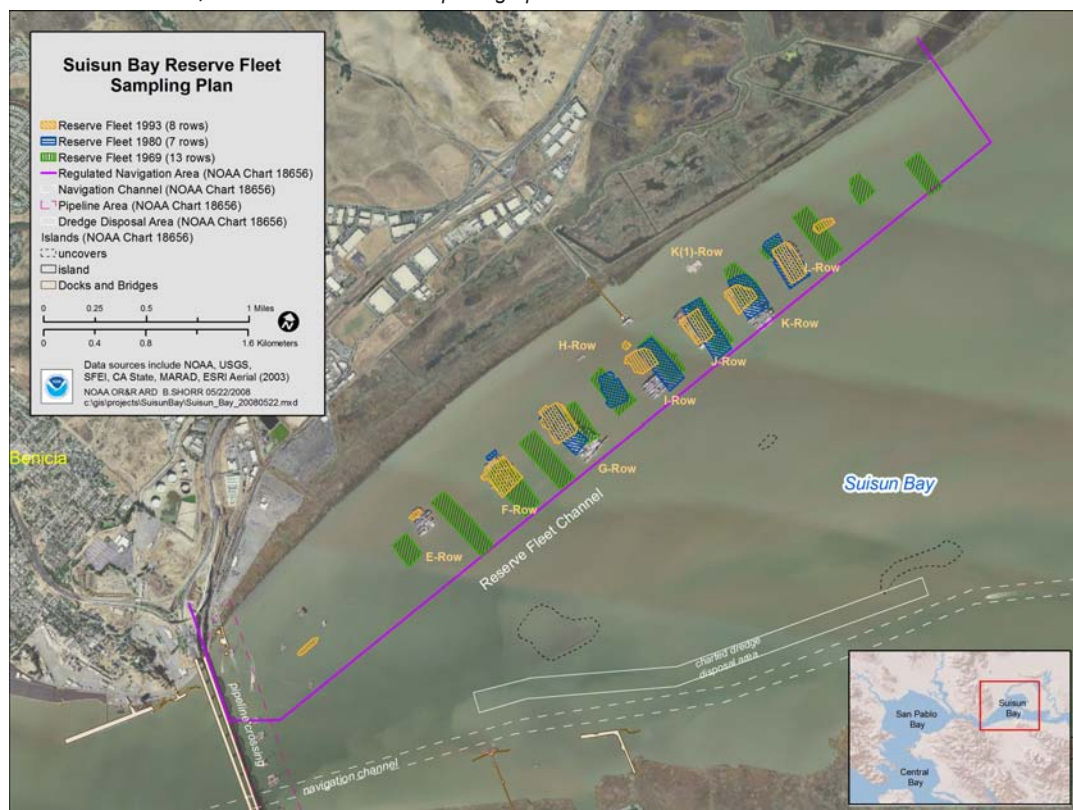 Suisun Bay Reserve Fleet
Sampling Plan
Reserve Fleet 1993 (8 rows)
Reserve Fleet 1980 (7 rows)
Reserve Fleet 1969 (13 rows)
Regulated Navigation Area (NOAA Chart 18656)
Navigation Channel (NOAA Chart 18656)
Pipeline Area (NOAA Chart 18656)
Dredge Disposal Area (NOAA Chart 18656)
Islands (NOAA Chart 18656)
uncovers
island
Docks and Bridges
0 0.25 0.5 1 Miles
0 0.4 0.8 1.6 Kilometers
N
Data sources include NOAA, USGS,
SFEI, CA State, MARAD, ESRI Aerial (2003)
NOAA OR&R ARD B.SHORR 05/22/2008
c:\gis\projects\SuisunBay\Suisun_Bay_20080522.mxd
K(1)-Row
L-Row
K-Row
H-Row
J-Row
I-Row
Benicia
G-Row
Suisun Bay
F-Row
E-Row
Reserve Fleet Channel
charted dredge
disposal area
pipeline crossing
navigation channel
San Pablo
Bay
Suisun
Bay
Central
Bay